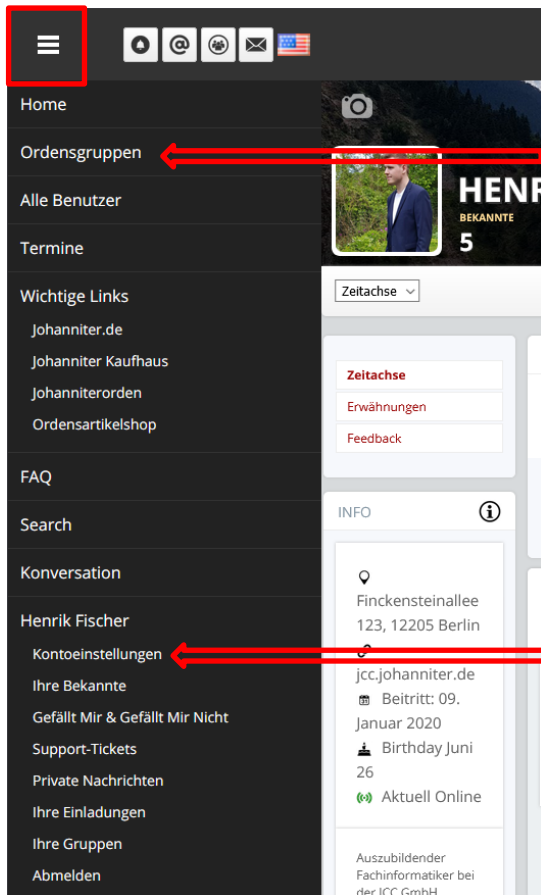 Home
Ordensgruppen
Alle Benutzer
Termine
Wichtige Links
Johanniter.de
Johanniter Kaufhaus
Johanniterorden
Ordensartikelshop
FAQ
Search
Konversation
Henrik Fischer
Kontoeinstellungen
Ihre Bekannte
Gefällt Mir & Gefällt Mir Nicht
Support-Tickets
Private Nachrichten
Ihre Einladungen
Ihre Gruppen
Abmelden
HENR
BEKANNTE
5
Zeitachse
Zeitachse
Erwähnungen
Feedback
INFO
Finckensteinallee
123, 12205 Berlin
jcc.johanniter.de
Beitritt: 09.
Januar 2020
Birthday Juni
26
Aktuell Online
Auszubildender
Fachinformatiker bei
der JCC GmbH